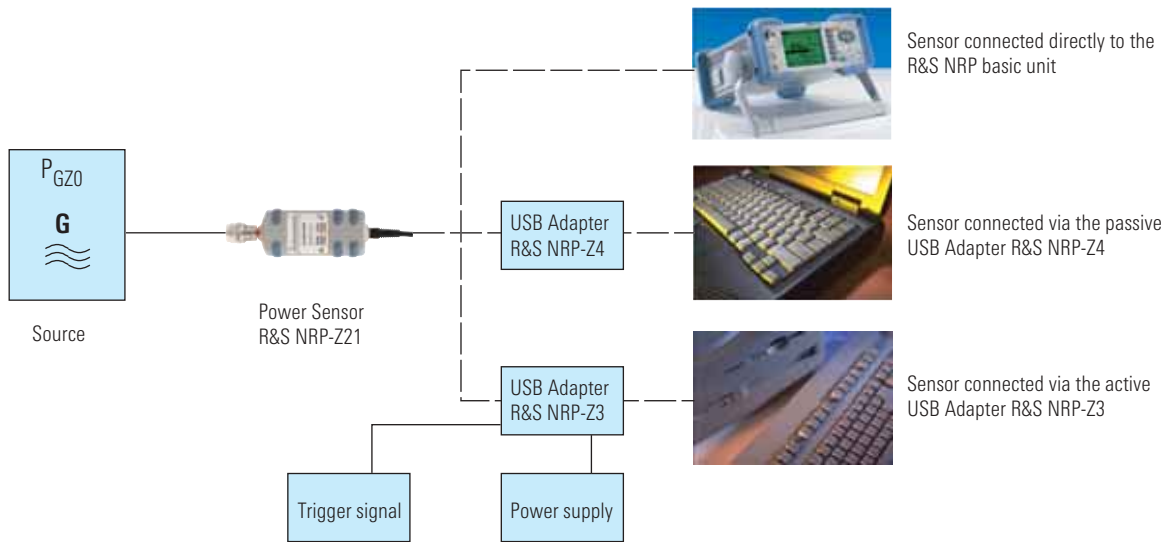 Sensor connected directly to the
R&S NRP basic unit
P_GZ0
G
Source
Power Sensor
R&S NRP-Z21
USB Adapter
R&S NRP-Z4
Sensor connected via the passive
USB Adapter R&S NRP-Z4
USB Adapter
R&S NRP-Z3
Sensor connected via the active
USB Adapter R&S NRP-Z3
Trigger signal
Power supply